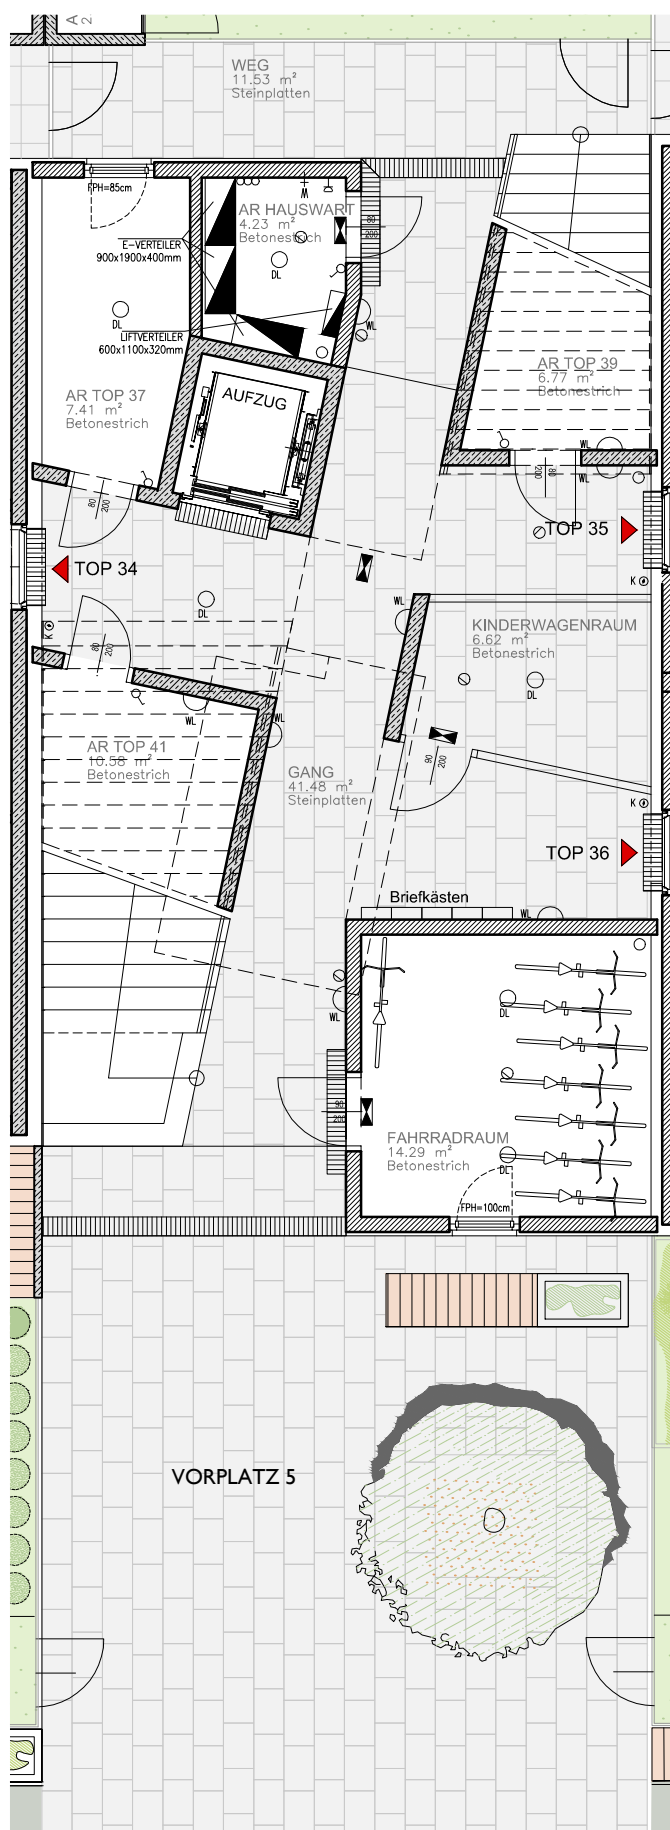 A
2
WEG
11.53 m²
Steinplatten
FPH=85cm
AR HAUSWART
4.23 m²
Betonestrich
W
80
200
E-VERTEILER
900x1900x400mm
DL
DL
WL
LIFTVERTEILER
600x1100x320mm
AR TOP 39
6.77 m²
Betonestrich
AR TOP 37
7.41 m²
Betonestrich
AUFZUG
WL
WL
80
200
80
200
TOP 35
TOP 34
K
DL
WL
KINDERWAGENRAUM
6.62 m²
Betonestrich
K
80
200
DL
WL
WL
AR TOP 41
10.58 m²
Betonestrich
90
200
GANG
41.48 m²
Steinplatten
K
TOP 36
Briefkästen
WL
WL
DL
90
200
FAHRRADRAUM
14.29 m²
Betonestrich
DL
FPH=100cm
VORPLATZ 5